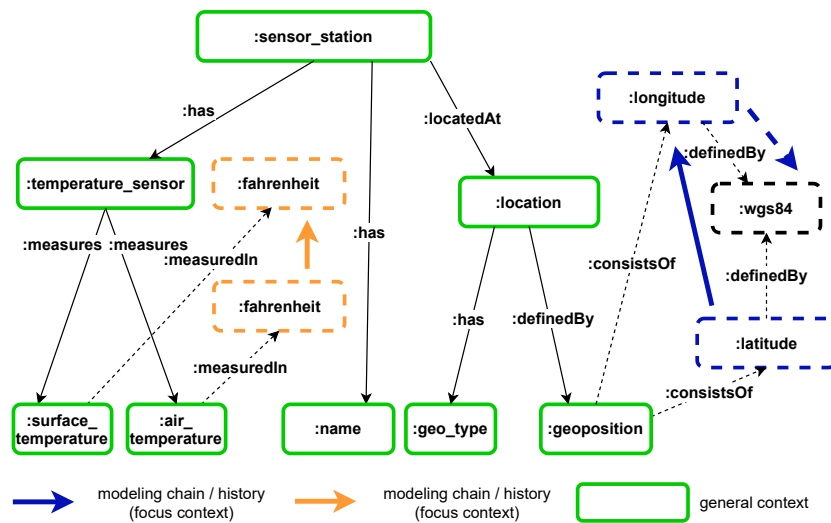 :sensor_station
:has
:locatedAt
:longitude
:definedBy
:temperature_sensor
:fahrenheit
:location
:wgs84
:measures
:measures
:has
:measuredIn
:consistsOf
:definedBy
:fahrenheit
:has
:definedBy
:latitude
:measuredIn
:consistsOf
:surface_
temperature
:air_
temperature
:name
:geo_type
:geoposition
modeling chain / history
(focus context)
modeling chain / history
(focus context)
general context